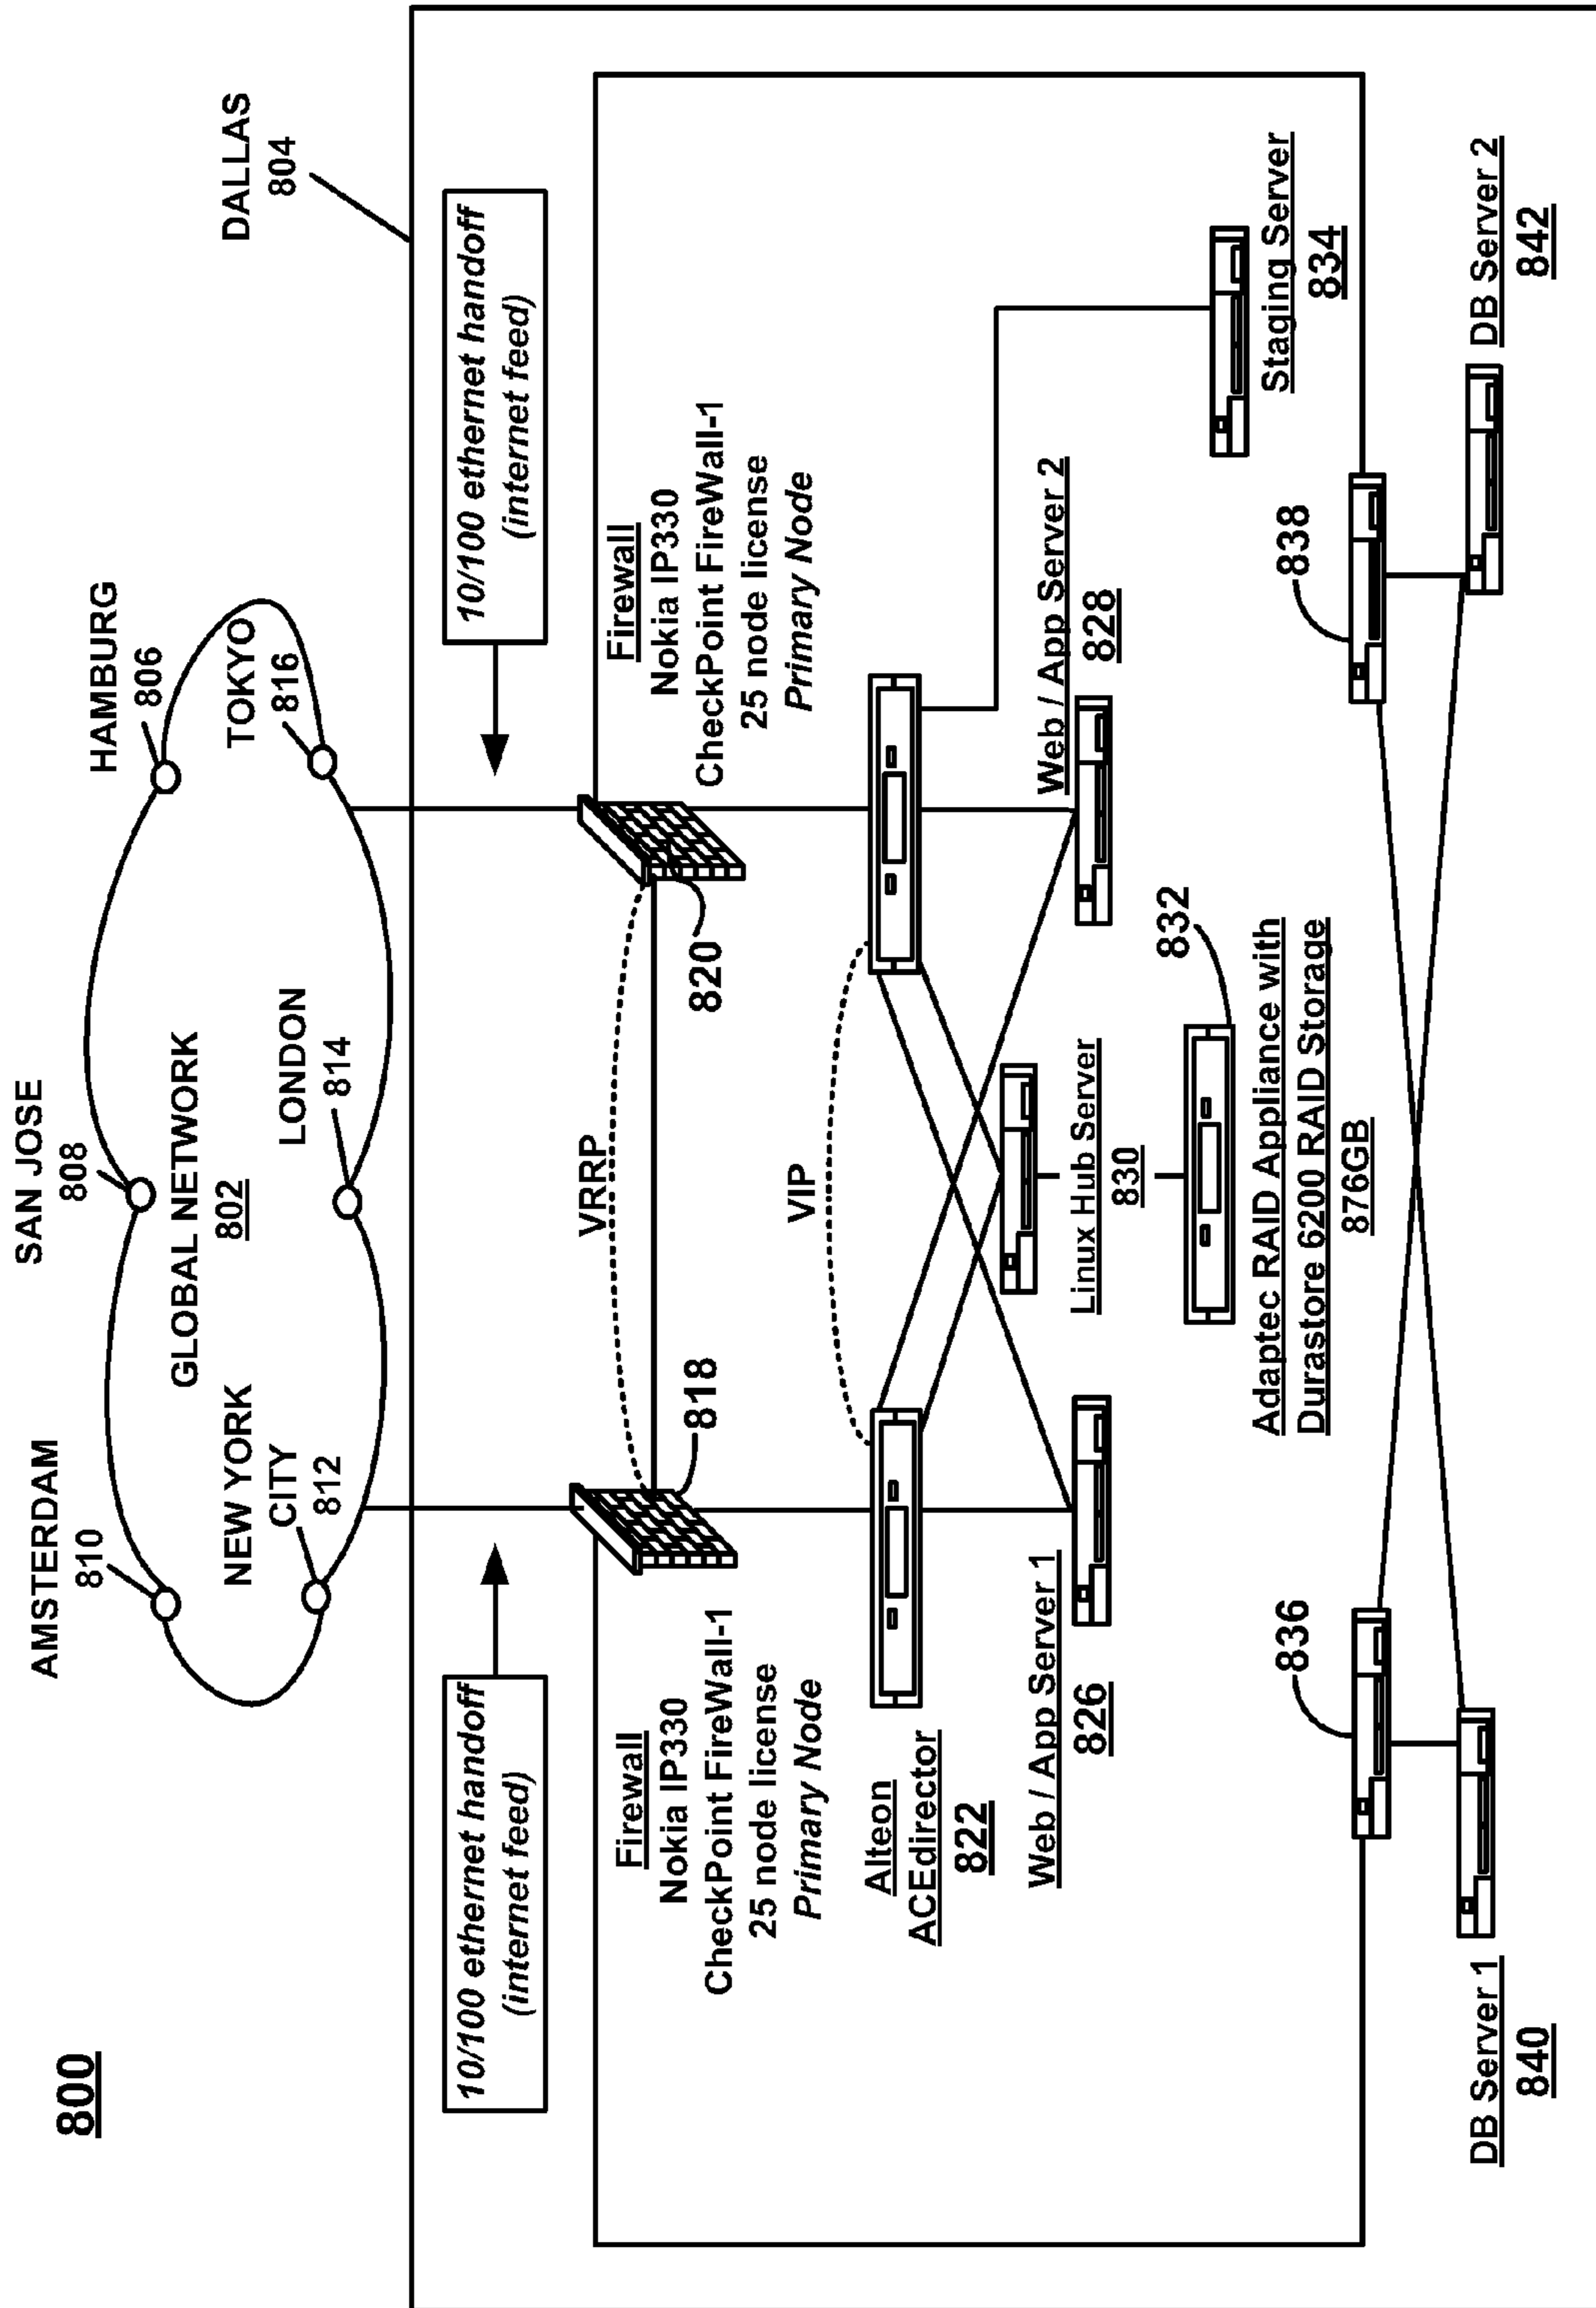 800
AMSTERDAM
810
SAN JOSE
808
HAMBURG
806
NEW YORK
CITY
812
GLOBAL NETWORK
802
LONDON
814
TOKYO
816
DALLAS
804
10/100 ethernet handoff
(internet feed)
10/100 ethernet handoff
(internet feed)
Firewall
Nokia IP330
CheckPoint FireWall-1
25 node license
Primary Node
818
VRRP
820
Firewall
Nokia IP330
CheckPoint FireWall-1
25 node license
Primary Node
Alteon
ACEdirector
822
VIP
Web / App Server 1
826
Linux Hub Server
830
Web / App Server 2
828
832
Adaptec RAID Appliance with
Durastore 6200 RAID Storage
876GB
Staging Server
834
836
838
DB Server 1
840
DB Server 2
842